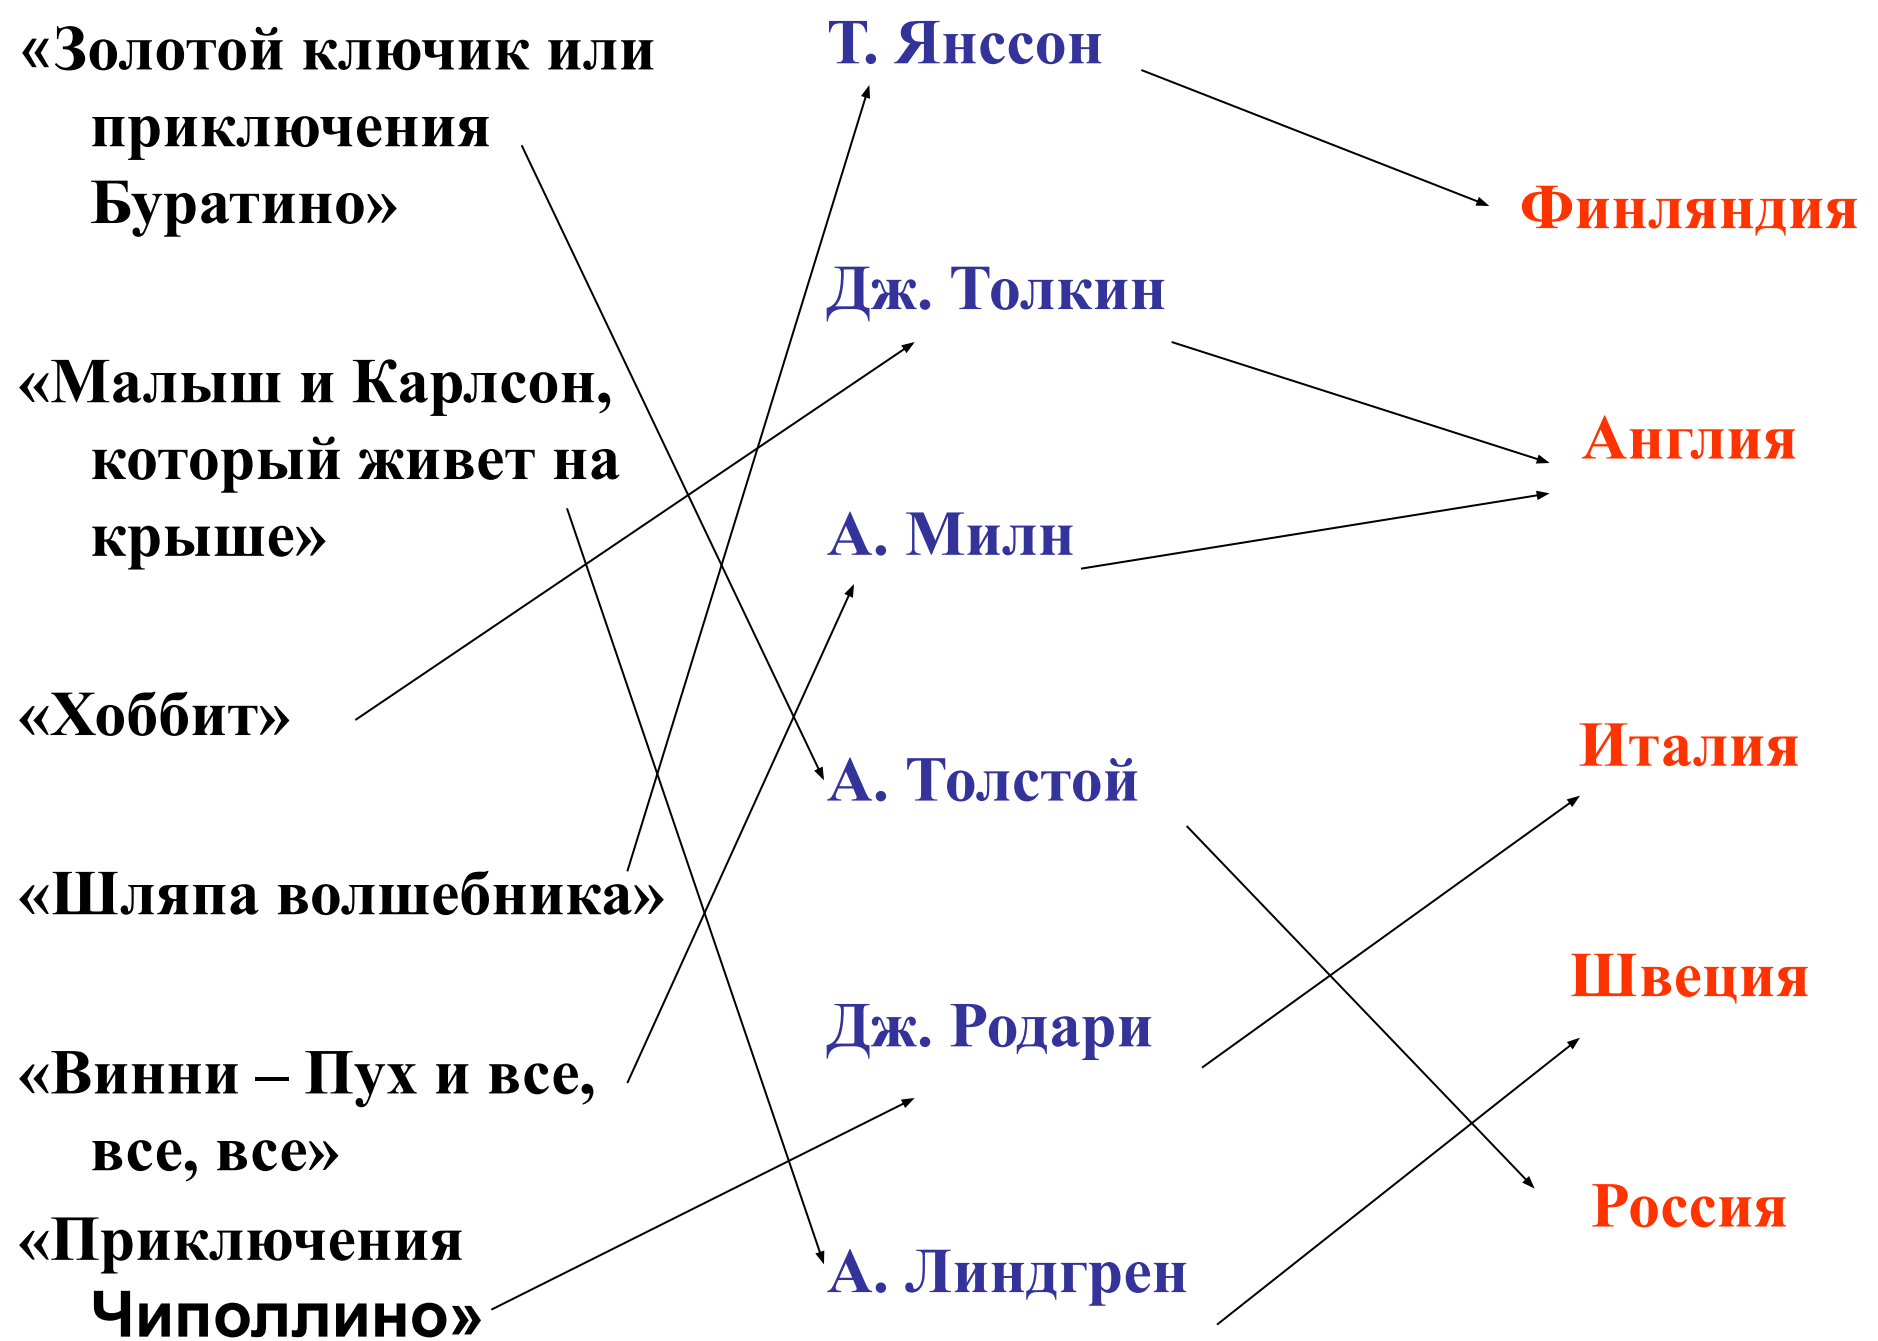 «Золотой ключик или
приключения
Буратино»
«Малыш и Карлсон,
который живет на
крыше»
«Хоббит»
«Шляпа волшебника»
«Винни – Пух и все,
все, все»
«Приключения
Чиполлино»
Т. Янссон
Дж. Толкин
А. Милн
А. Толстой
Дж. Родари
А. Линдгрен
Финляндия
Англия
Италия
Швеция
Россия